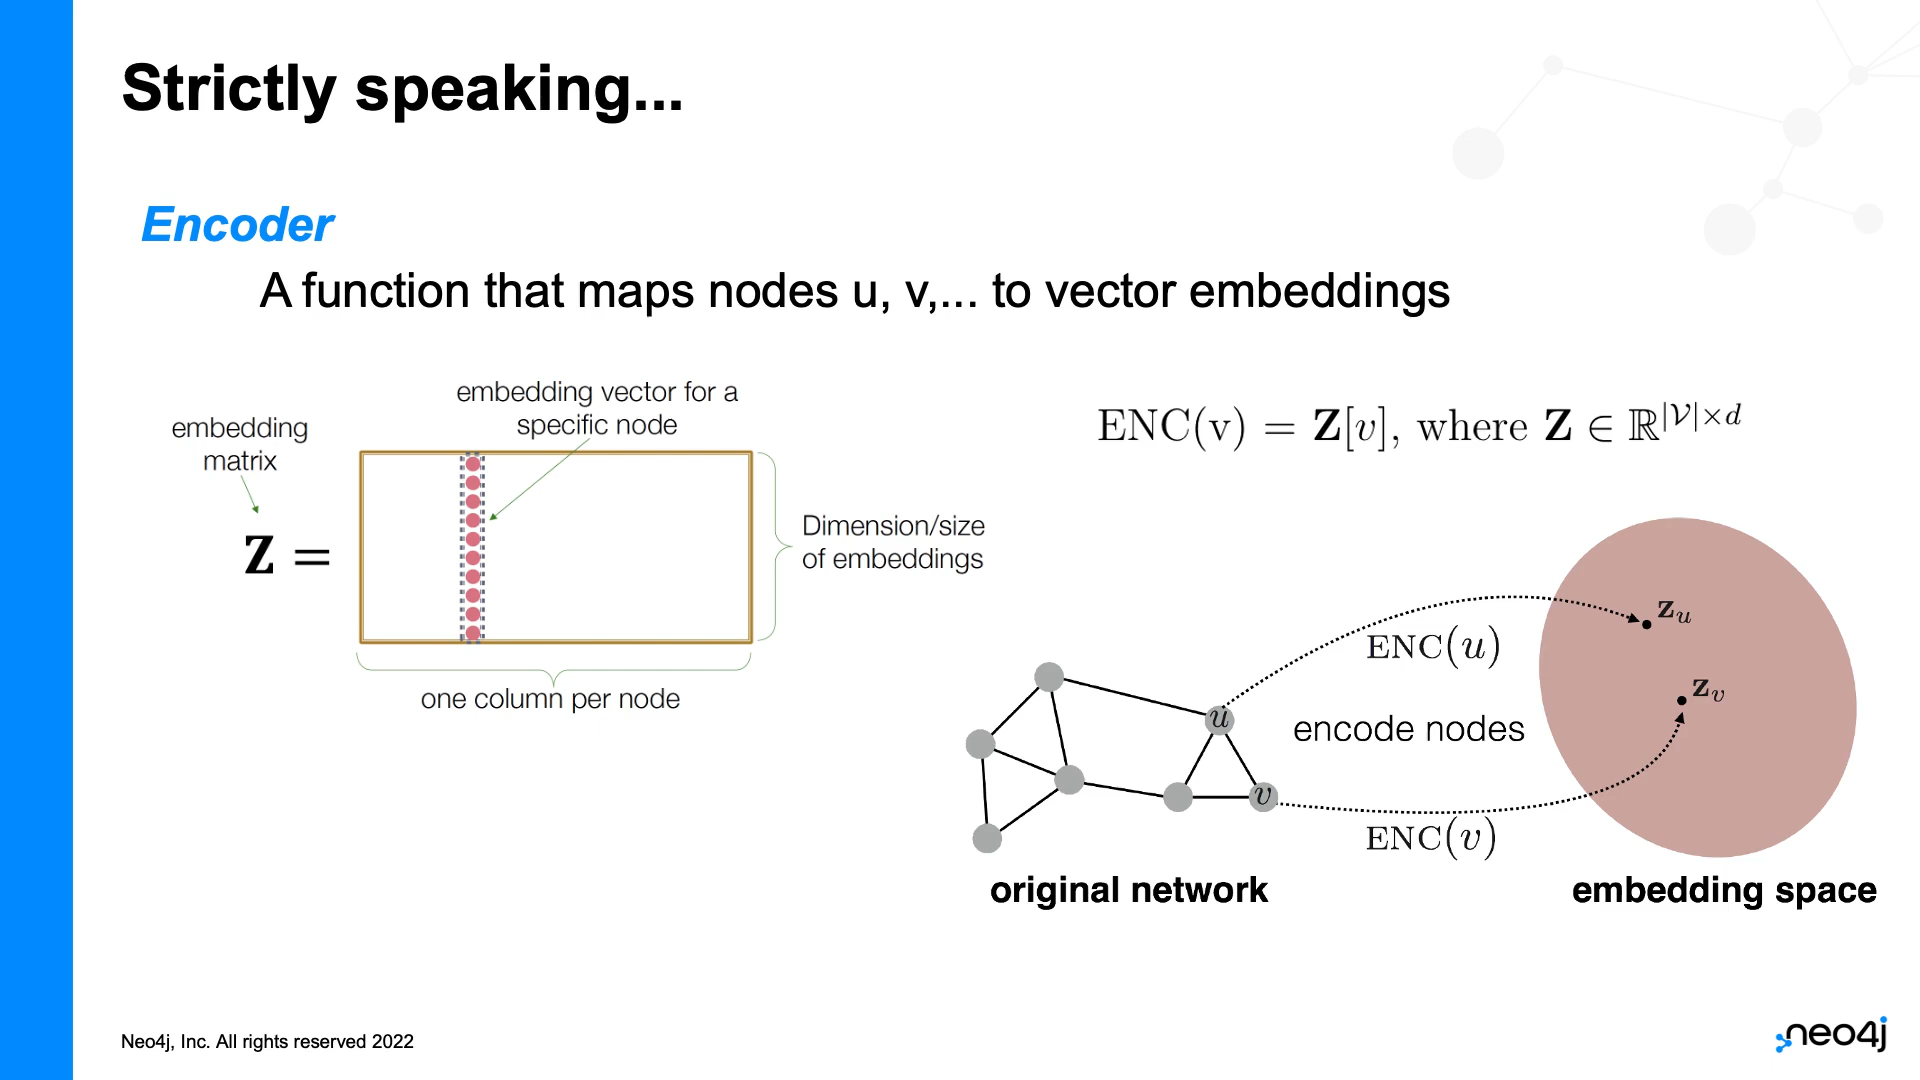 Strictly speaking...
Encoder
A function that maps nodes u, v,... to vector embeddings
embedding vector for a
specific node
embedding
matrix
Z =
Dimension/size
of embeddings
one column per node
ENC(v) = Z[v], where Z ∈ ℝ^{|𝒱|×d}
z_u
ENC(u)
z_v
u
encode nodes
v
ENC(v)
original network
embedding space
Neo4j, Inc. All rights reserved 2022
neo4j